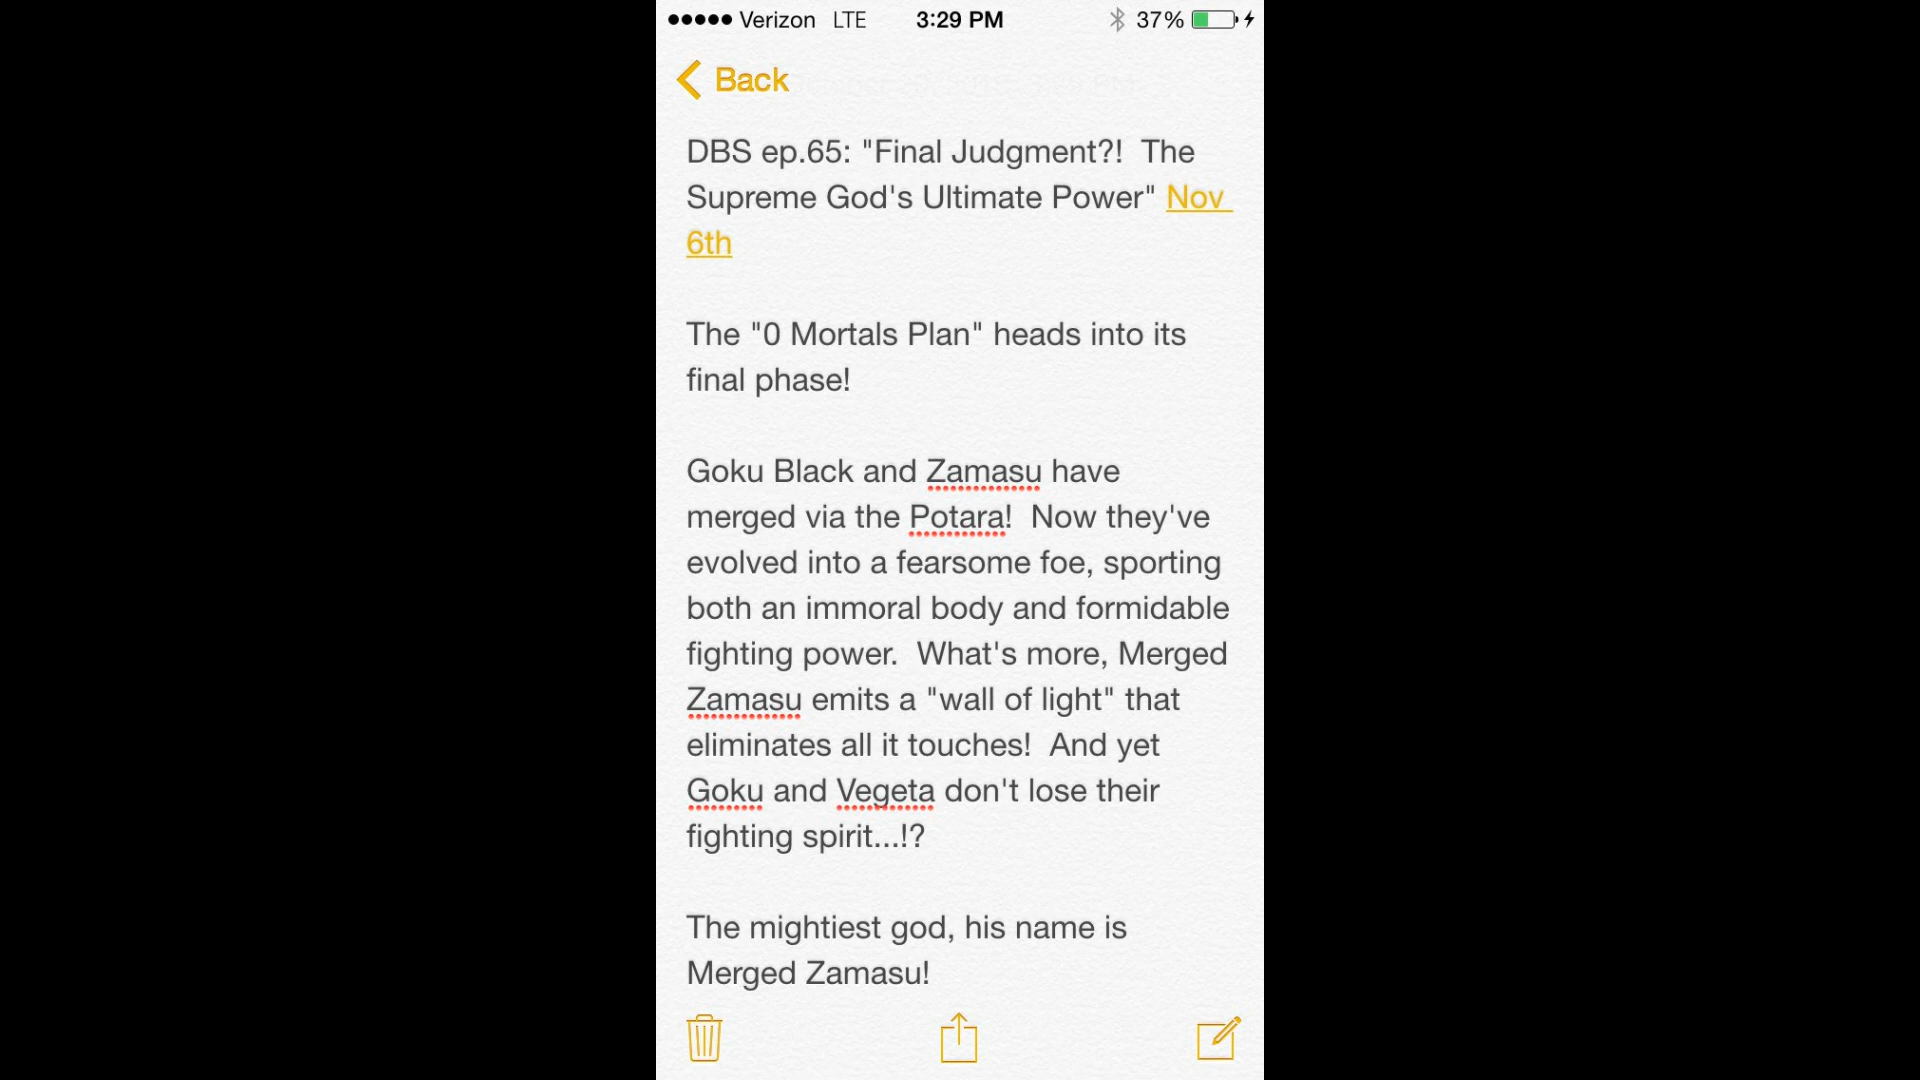 Verizon LTE 3:29 PM 37%
Back
DBS ep.65: "Final Judgment?! The
Supreme God's Ultimate Power" Nov
6th
The "0 Mortals Plan" heads into its
final phase!
Goku Black and Zamasu have
merged via the Potara! Now they've
evolved into a fearsome foe, sporting
both an immoral body and formidable
fighting power. What's more, Merged
Zamasu emits a "wall of light" that
eliminates all it touches! And yet
Goku and Vegeta don't lose their
fighting spirit...!?
The mightiest god, his name is
Merged Zamasu!